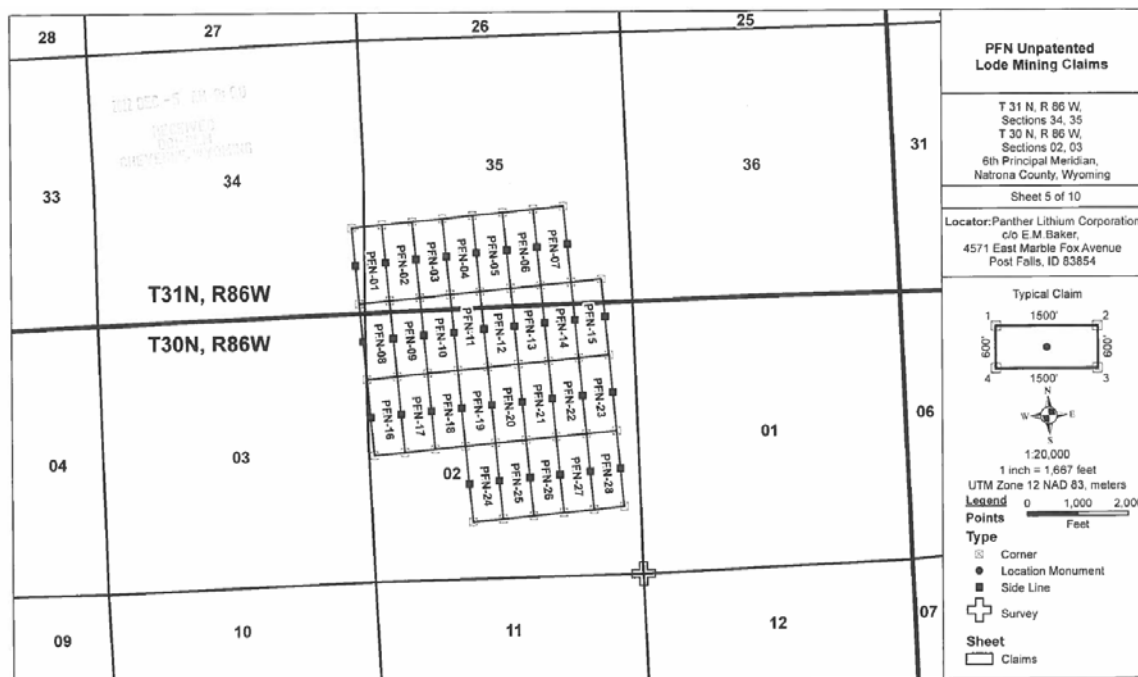 28
27
26
25
33
34
35
36
31
T31N, R86W
T30N, R86W
04
03
02
01
06
09
10
11
12
07
RECEIVED
CHEYENNE, WYOMING
PFN-01
PFN-02
PFN-03
PFN-04
PFN-05
PFN-06
PFN-07
PFN-08
PFN-09
PFN-10
PFN-11
PFN-12
PFN-13
PFN-14
PFN-15
PFN-16
PFN-17
PFN-18
PFN-19
PFN-20
PFN-21
PFN-22
PFN-23
PFN-24
PFN-25
PFN-26
PFN-27
PFN-28
PFN Unpatented
Lode Mining Claims
T 31 N, R 86 W,
Sections 34, 35
T 30 N, R 86 W,
Sections 02, 03
6th Principal Meridian,
Natrona County, Wyoming
Sheet 5 of 10
Locator:Panther Lithium Corporation
c/o E.M.Baker,
4571 East Marble Fox Avenue
Post Falls, ID 83854
Typical Claim
1 1500' 2
600' 600'
4 1500' 3
N
W E
S
1:20,000
1 inch = 1,667 feet
UTM Zone 12 NAD 83, meters
Legend
0 1,000 2,000
Feet
Points
Type
Corner
Location Monument
Side Line
Survey
Sheet
Claims